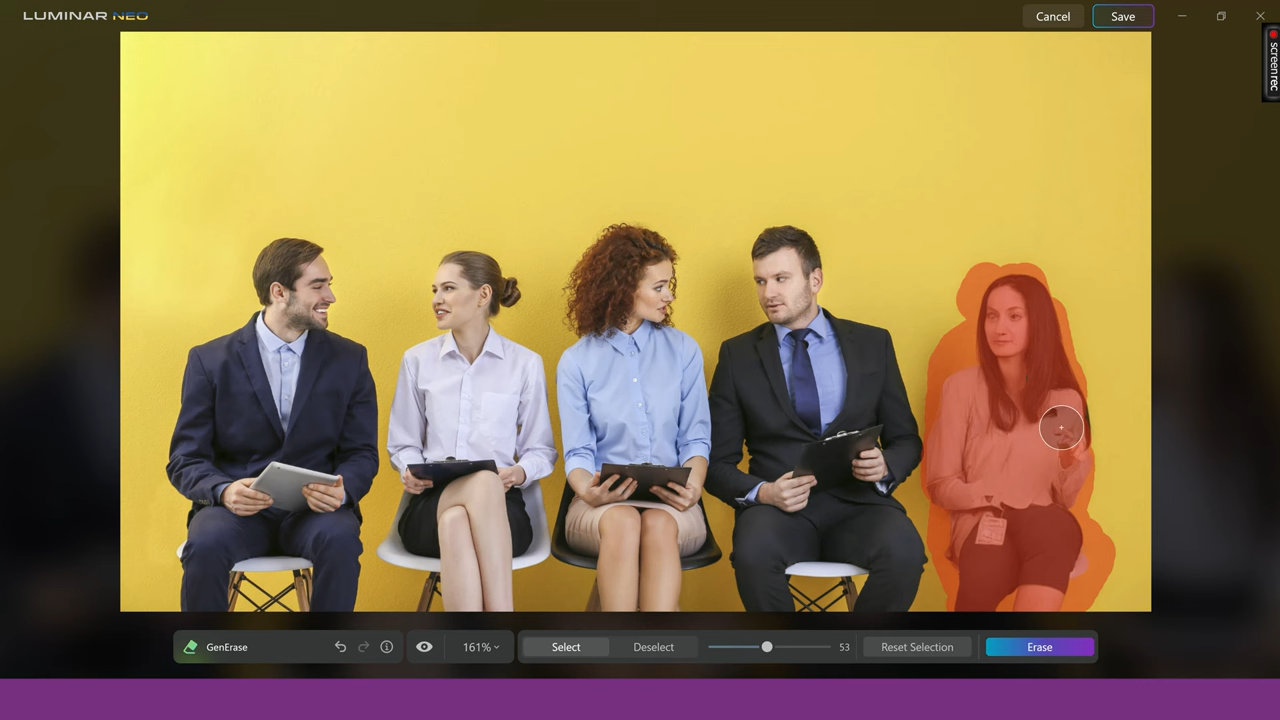 LUMINAR NEO
Cancel
Save
screenrec
GenErase
161%
Select
Deselect
53
Reset Selection
Erase